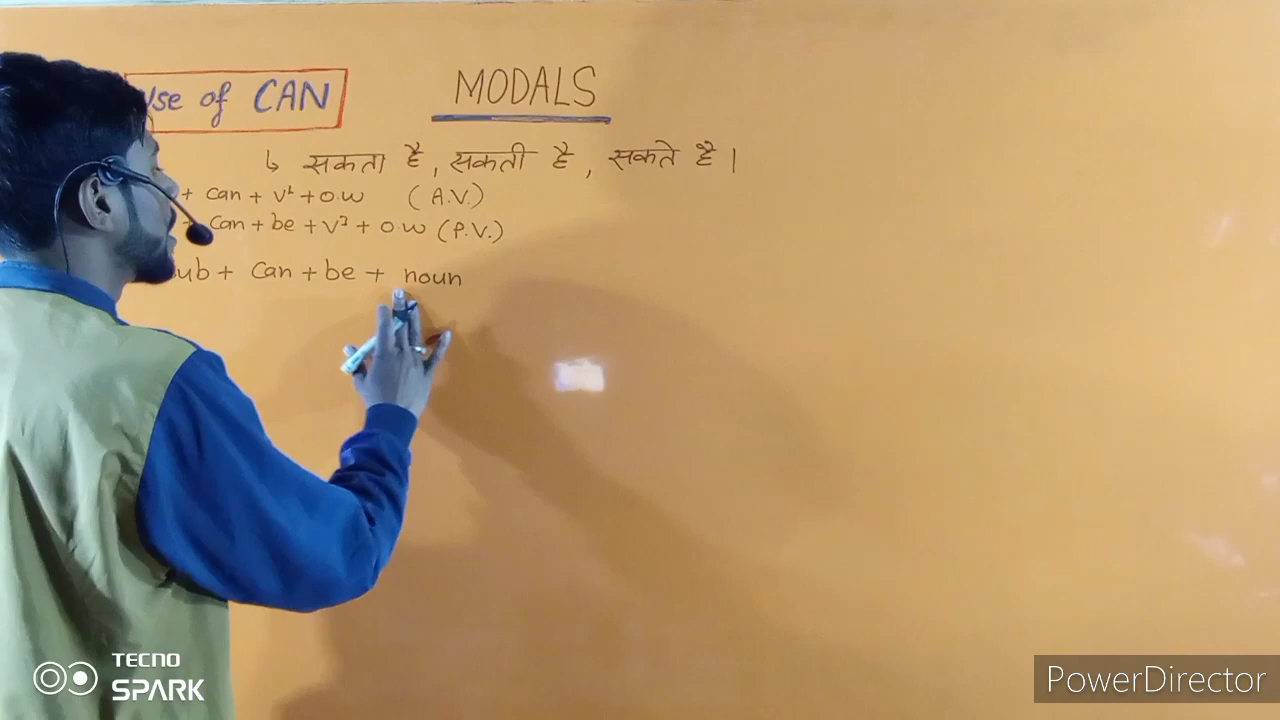 Use of CAN
MODALS
↳ सकता है, सकती है, सकते है।
+ Can + V¹ + O.W (A.V.)
+ Can + be + V³ + O.W (P.V.)
ub + Can + be + noun
TECNO
SPARK
PowerDirector